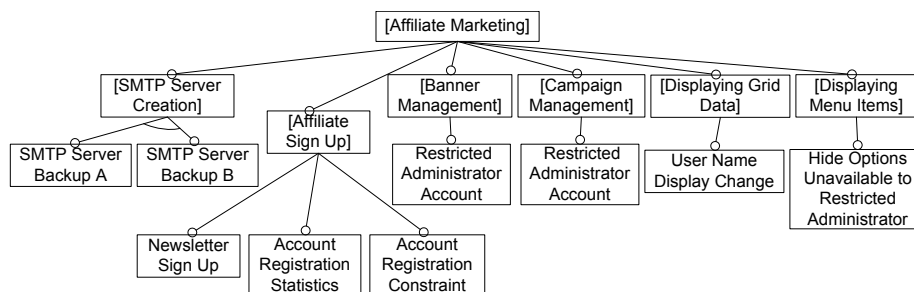 [Affiliate Marketing]
[SMTP Server
Creation]
[Affiliate
Sign Up]
[Banner
Management]
[Campaign
Management]
[Displaying Grid
Data]
[Displaying
Menu Items]
SMTP Server
Backup A
SMTP Server
Backup B
Restricted
Administrator
Account
Restricted
Administrator
Account
User Name
Display Change
Hide Options
Unavailable to
Restricted
Administrator
Newsletter
Sign Up
Account
Registration
Statistics
Account
Registration
Constraint